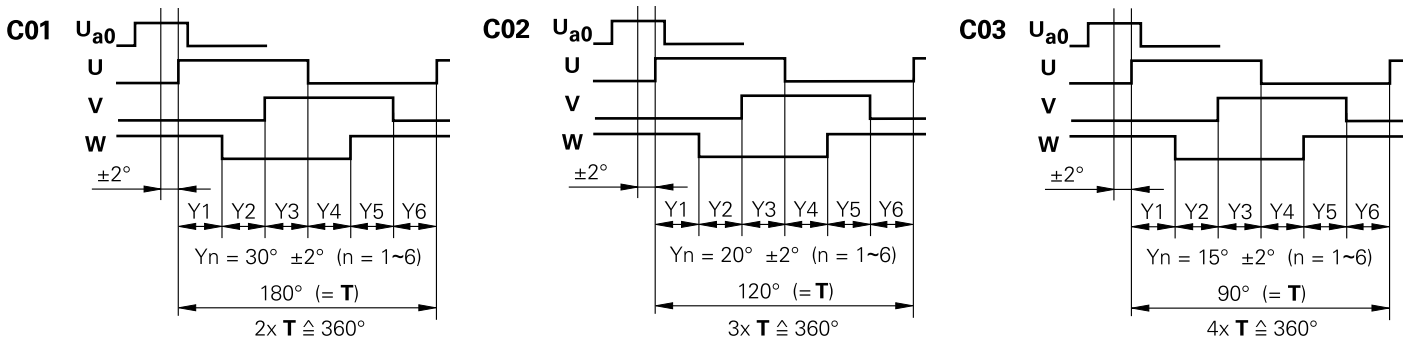 C01 Ua0
U
V
W
±2°
Y1 Y2 Y3 Y4 Y5 Y6
Yn = 30° ±2° (n = 1~6)
180° (= T)
2x T ≙ 360°
C02 Ua0
U
V
W
±2°
Y1 Y2 Y3 Y4 Y5 Y6
Yn = 20° ±2° (n = 1~6)
120° (= T)
3x T ≙ 360°
C03 Ua0
U
V
W
±2°
Y1 Y2 Y3 Y4 Y5 Y6
Yn = 15° ±2° (n = 1~6)
90° (= T)
4x T ≙ 360°